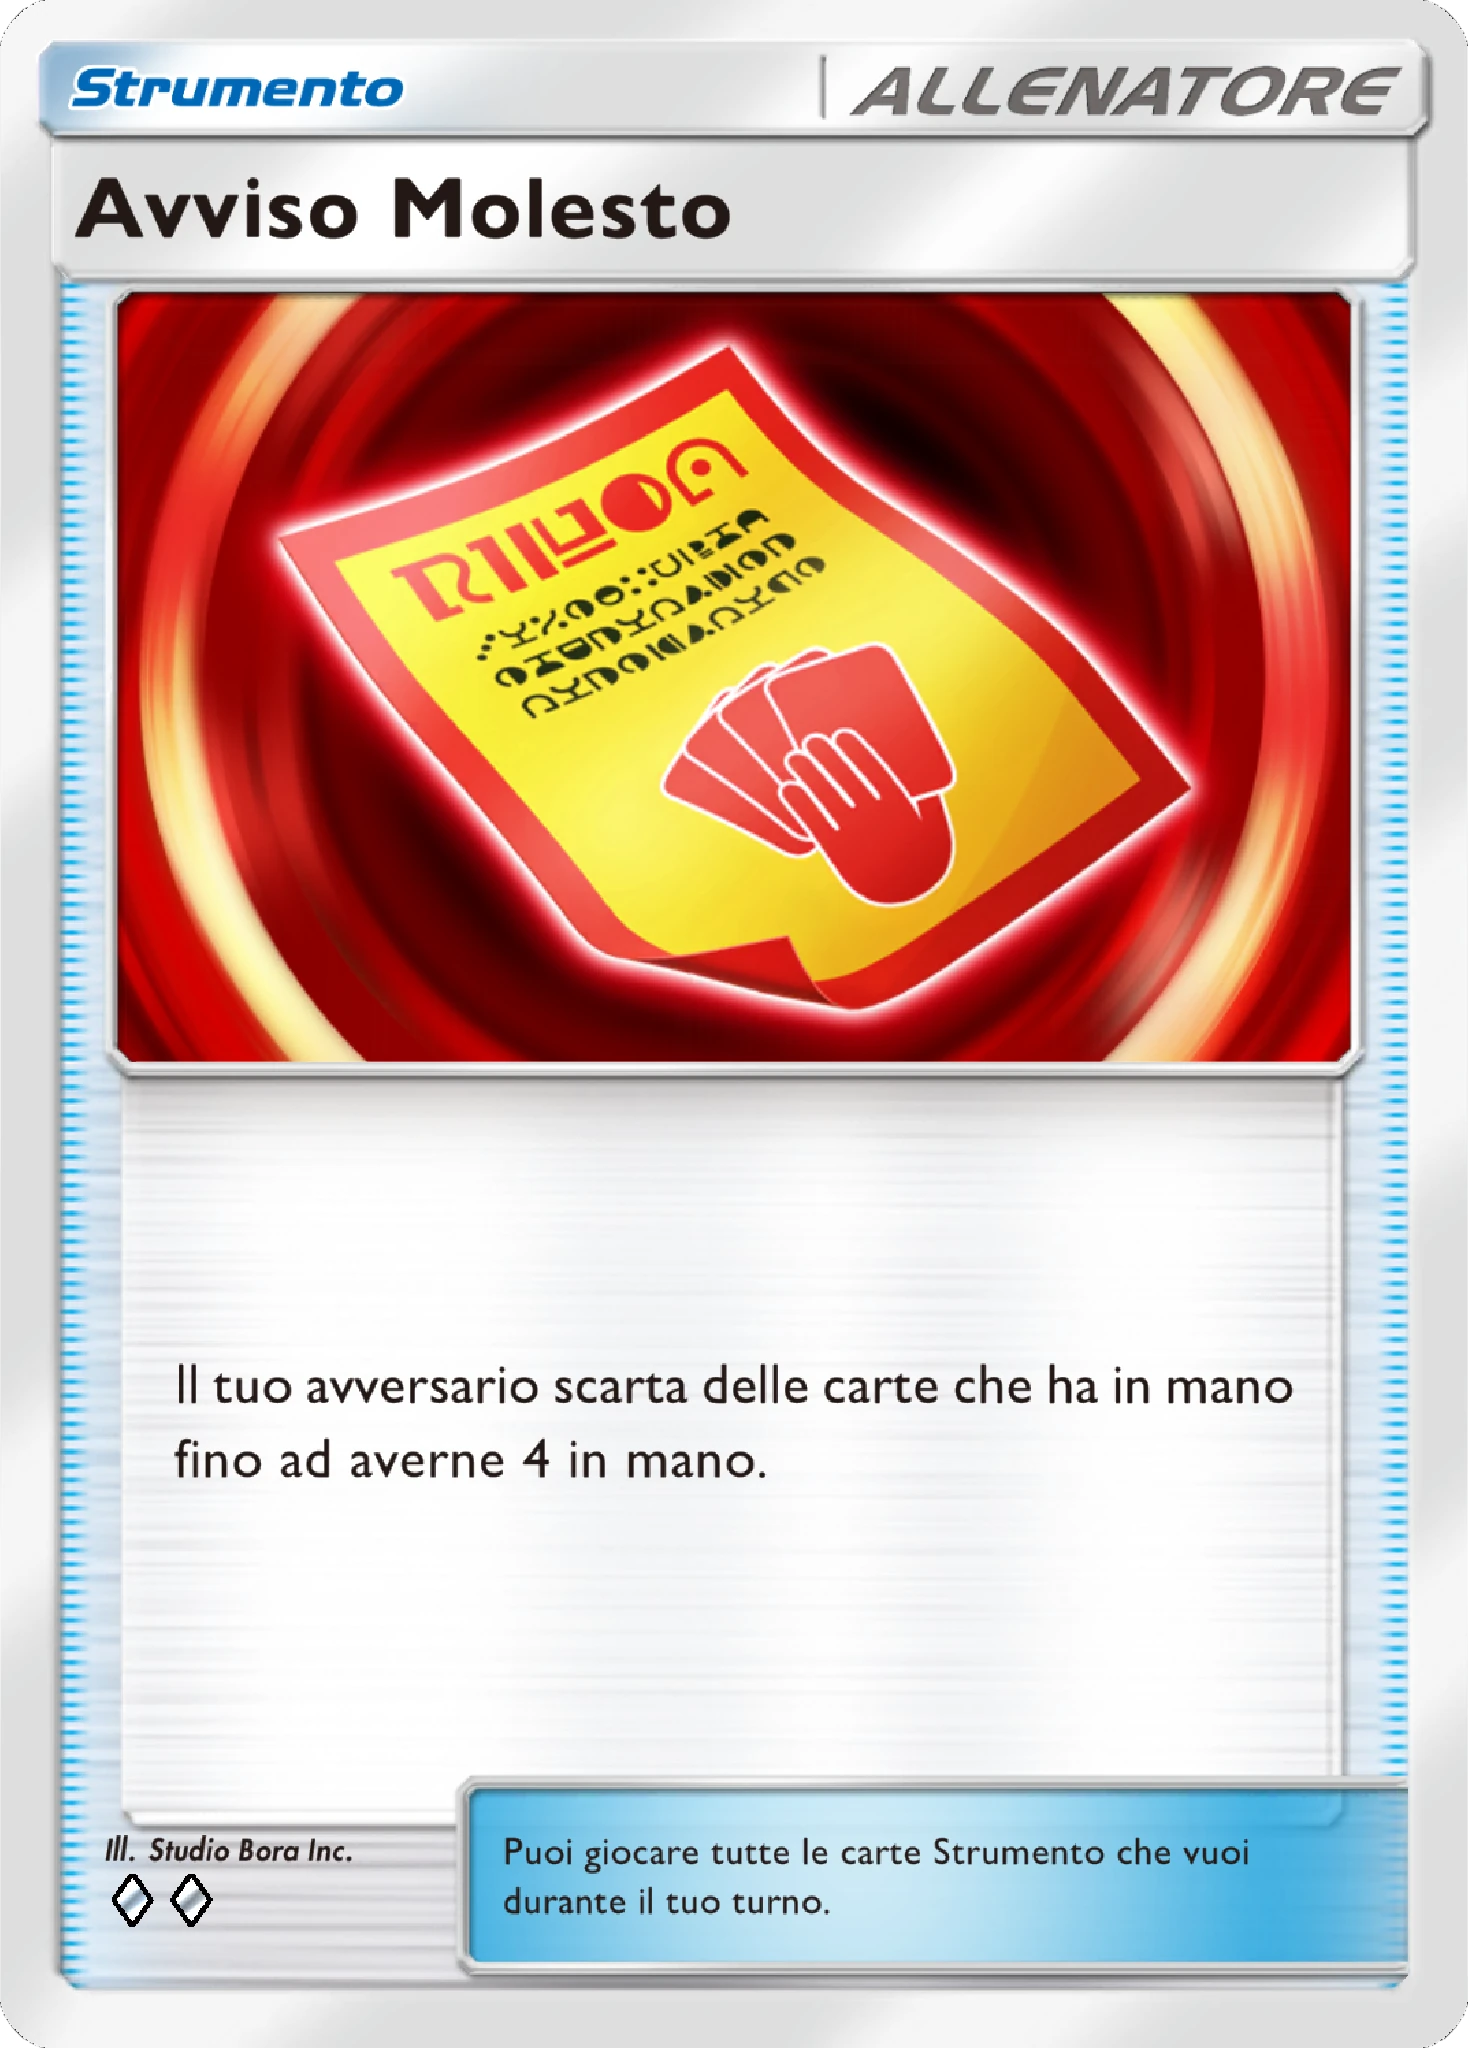 Strumento
ALLENATORE
Avviso Molesto
Il tuo avversario scarta delle carte che ha in mano
fino ad averne 4 in mano.
Ill. Studio Bora Inc.
Puoi giocare tutte le carte Strumento che vuoi
durante il tuo turno.